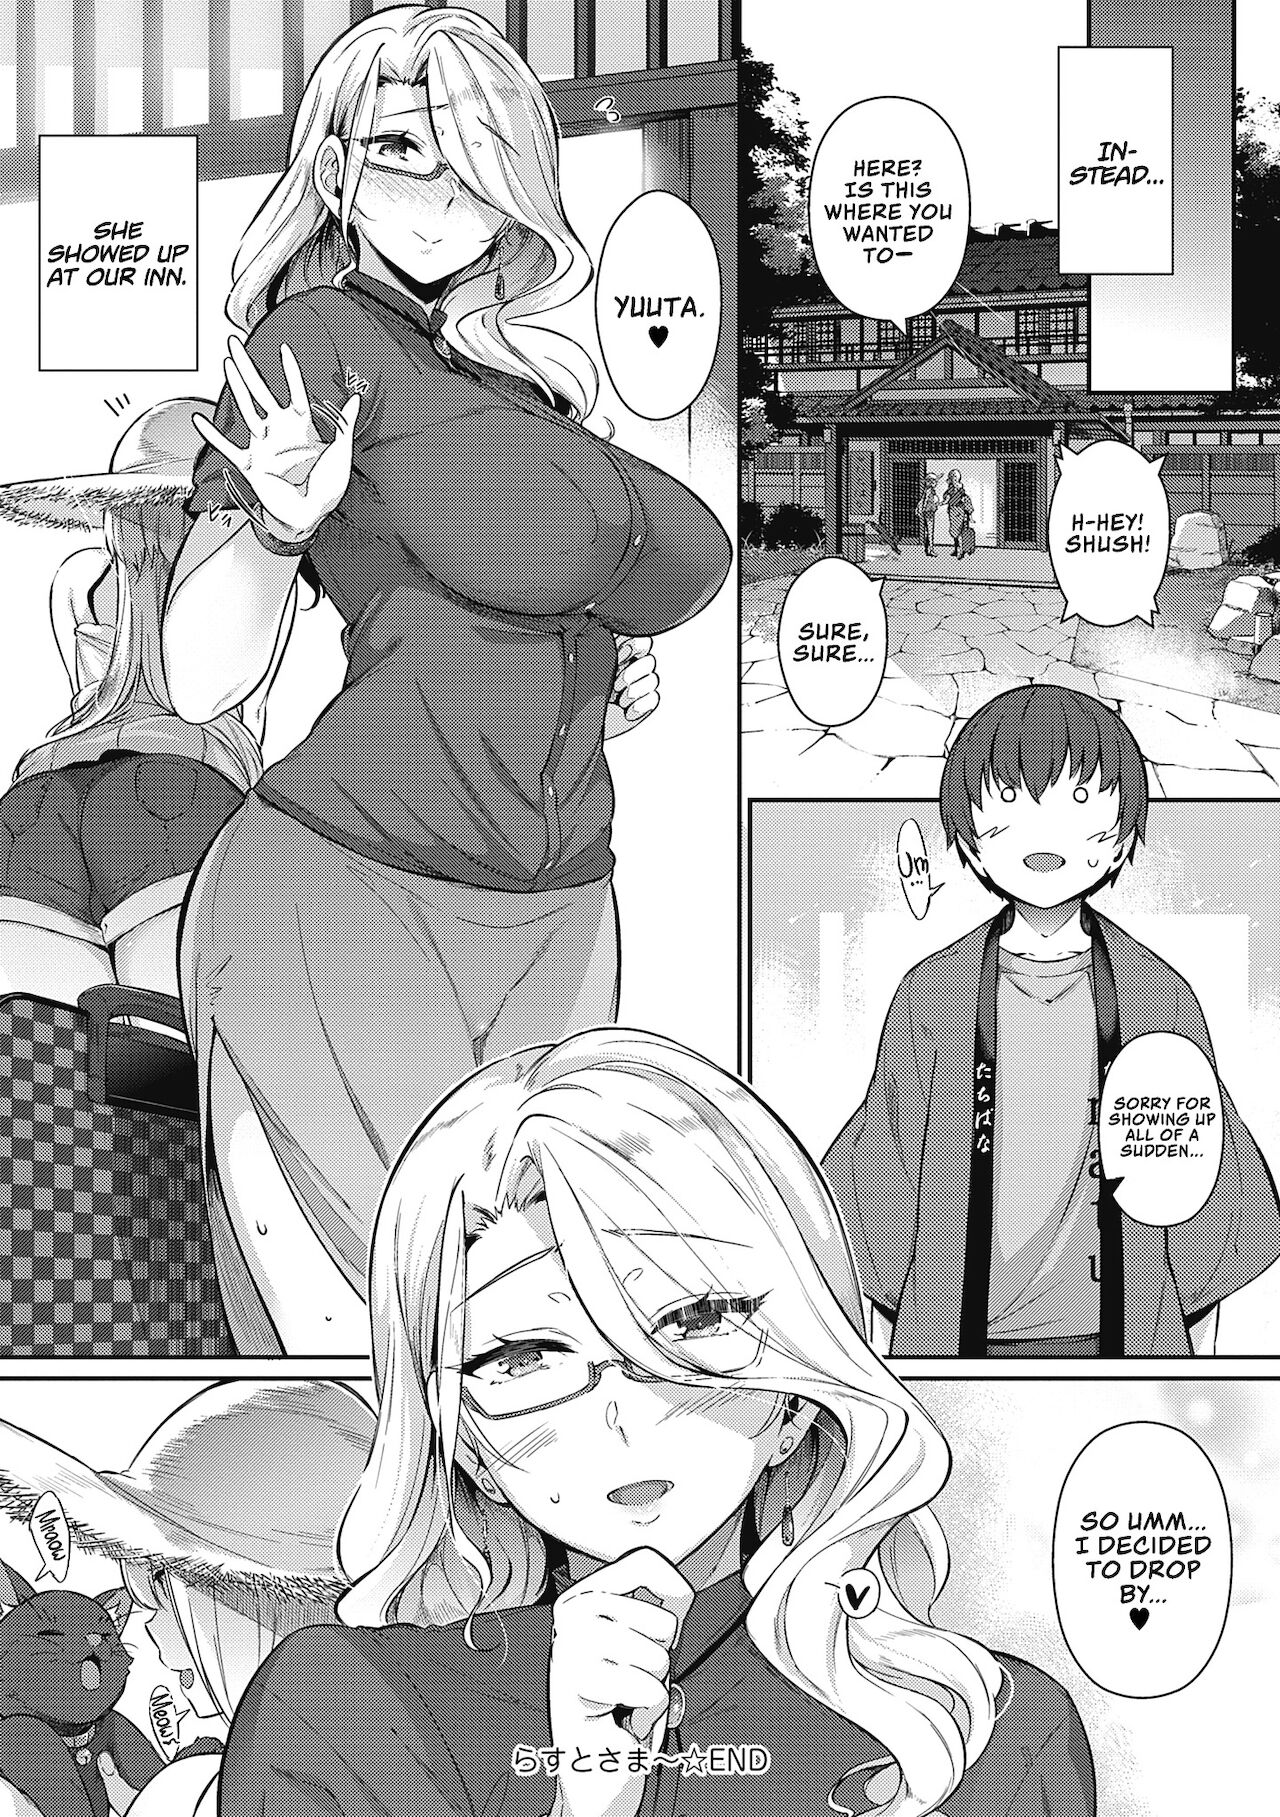 IN-
STEAD...
HERE?
IS THIS
WHERE YOU
WANTED
TO—
H-HEY!
SHUSH!
SURE,
SURE...
YUUTA.
♥
SHE
SHOWED UP
AT OUR INN.
Um
...
SORRY FOR
SHOWING UP
ALL OF A
SUDDEN...
たちばな
SO UMM...
I DECIDED
TO DROP
BY...
♥
Mraow
Meow
らすとさま〜☆END